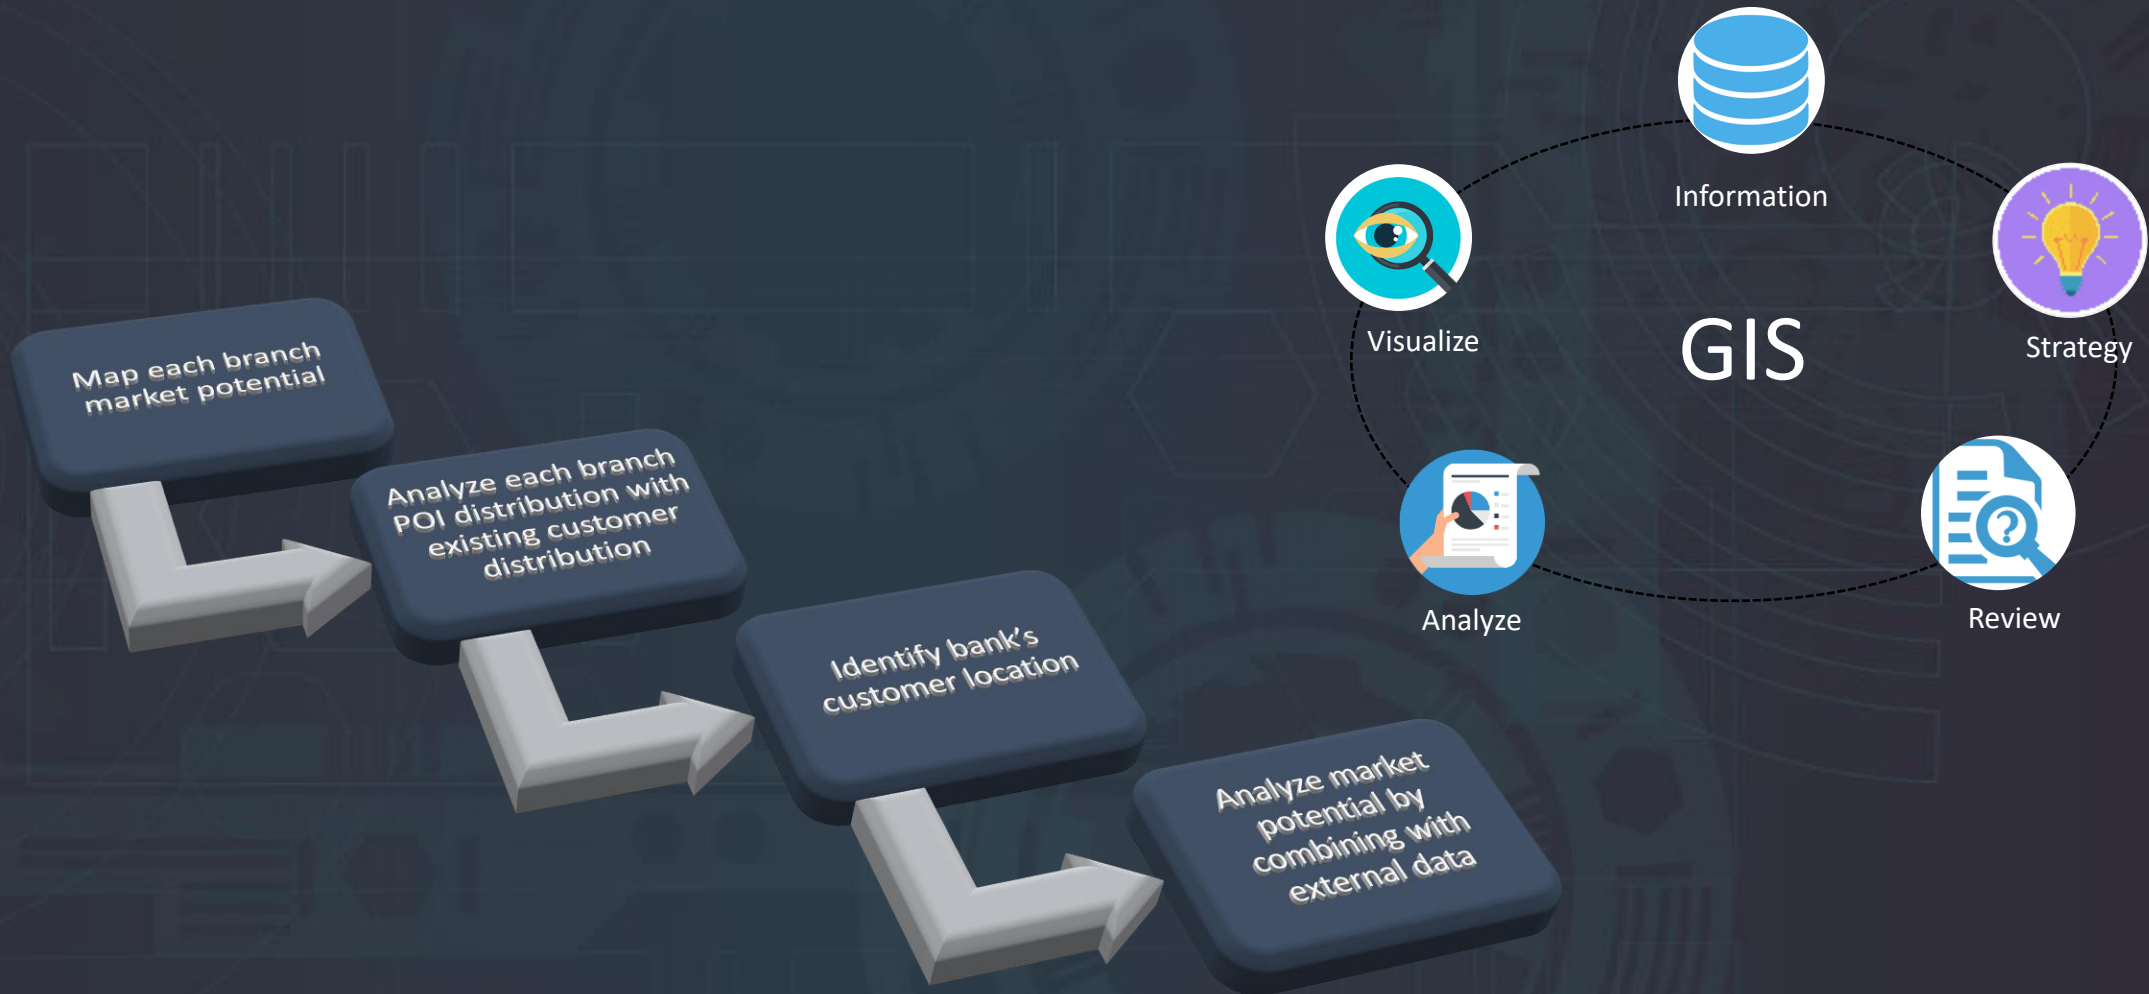 Map each branch
market potential
Analyze each branch
POI distribution with
existing customer
distribution
Identify bank's
customer location
Analyze market
potential by
combining with
external data
Information
Visualize
Strategy
GIS
Analyze
Review
?